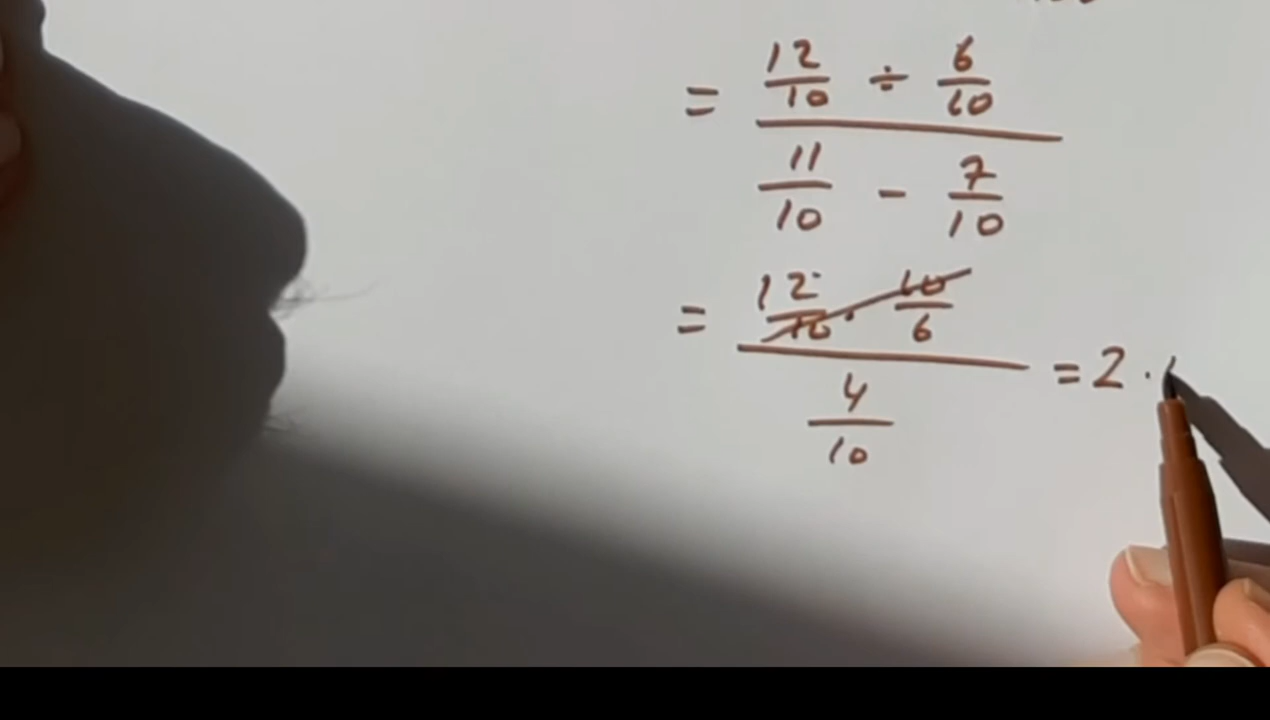 = 12/10 ÷ 6/10
11/10 - 7/10
= 12/10 · 10/6
4/10 = 2 ·